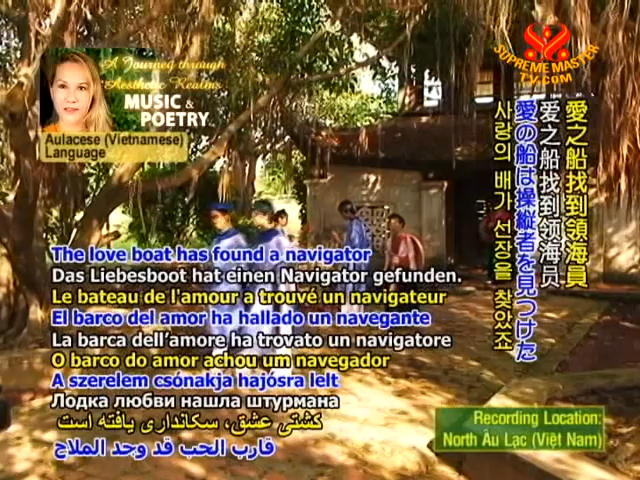 SUPREME MASTER
TV.COM
A Journey through
Aesthetic Realms
MUSIC &
POETRY
Aulacese (Vietnamese)
Language
愛之船找到領海員
爱之船找到领海员
愛の船は操縦者を見つけた
사랑의 배가 선장을 찾았죠
The love boat has found a navigator
Das Liebesboot hat einen Navigator gefunden.
Le bateau de l'amour a trouvé un navigateur
El barco del amor ha hallado un navegante
La barca dell'amore ha trovato un navigatore
O barco do amor achou um navegador
A szerelem csónakja hajósra lelt
Лодка любви нашла штурмана
کشتی عشق، سکانداری یافته است
قارب الحب قد وجد الملاح
Recording Location:
North Âu Lạc (Việt Nam)